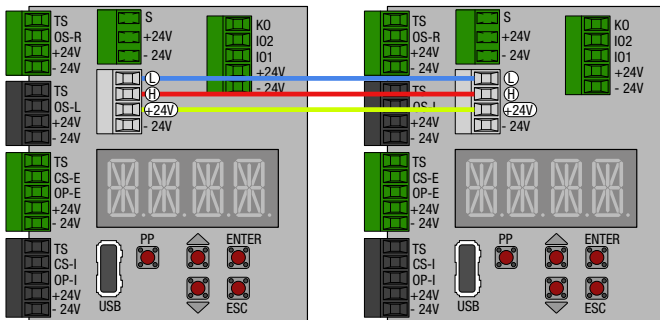 TS
OS-R
+24V
- 24V
S
+24V
- 24V
KO
IO2
IO1
+24V
- 24V
TS
OS-L
+24V
- 24V
L
H
+24V
- 24V
TS
CS-E
OP-E
+24V
- 24V
TS
CS-I
OP-I
+24V
- 24V
PP
ENTER
USB
ESC
TS
OS-R
+24V
- 24V
S
+24V
- 24V
KO
IO2
IO1
+24V
- 24V
TS
+24V
- 24V
L
H
+24V
- 24V
TS
CS-E
OP-E
+24V
- 24V
TS
CS-I
OP-I
+24V
- 24V
PP
ENTER
USB
ESC